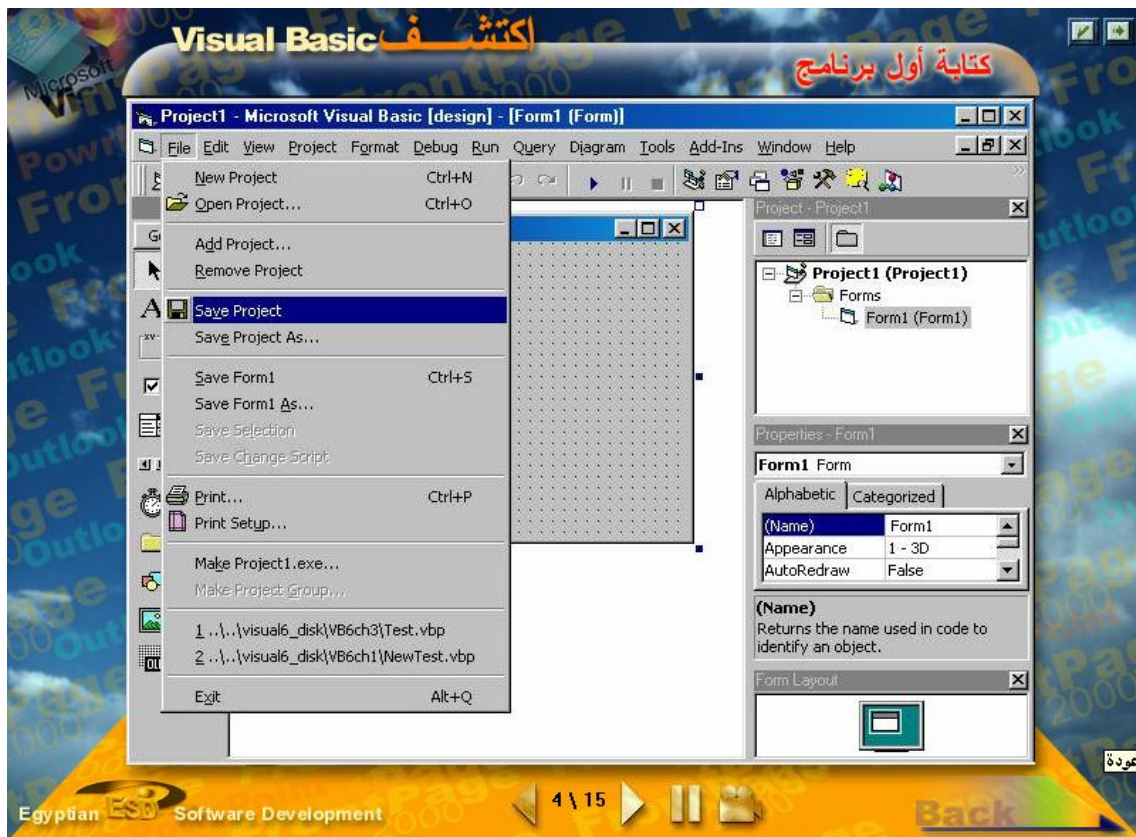 اكتشف Visual Basic
كتابة أول برنامج
Microsoft
Project1 - Microsoft Visual Basic [design] - [Form1 (Form)]
File Edit View Project Format Debug Run Query Diagram Tools Add-Ins Window Help
New Project Ctrl+N
Open Project... Ctrl+O
Add Project...
Remove Project
Save Project
Save Project As...
Save Form1 Ctrl+S
Save Form1 As...
Save Selection
Save Change Script
Print... Ctrl+P
Print Setup...
Make Project1.exe...
Make Project Group...
1 ..\..\visual6_disk\VB6ch3\Test.vbp
2 ..\..\visual6_disk\VB6ch1\NewTest.vbp
Exit Alt+Q
Project - Project1
Project1 (Project1)
Forms
Form1 (Form1)
Properties - Form1
Form1 Form
Alphabetic Categorized
(Name) Form1
Appearance 1 - 3D
AutoRedraw False
(Name)
Returns the name used in code to
identify an object.
Form Layout
عودة
Egyptian ESD Software Development
4 \ 15
Back